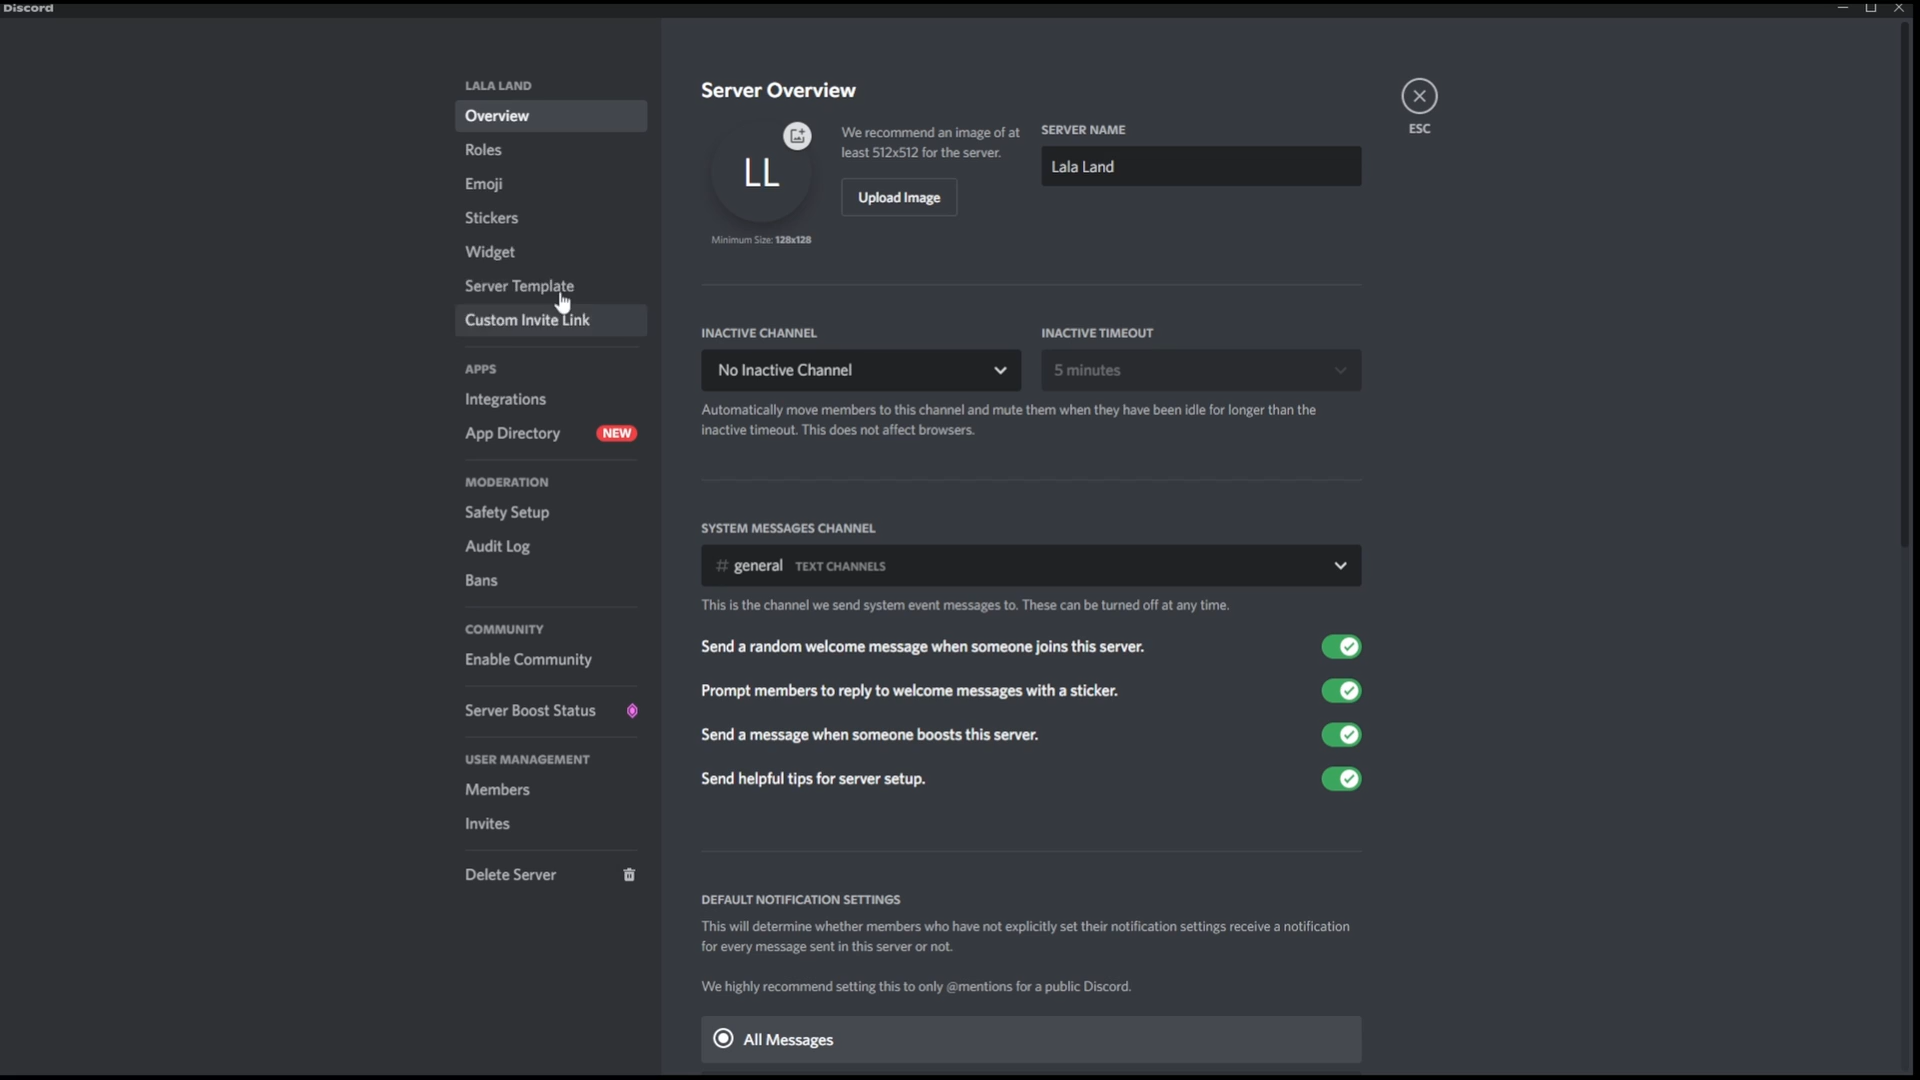 Discord
LALA LAND
Overview
Roles
Emoji
Stickers
Widget
Server Template
Custom Invite Link
APPS
Integrations
App Directory NEW
MODERATION
Safety Setup
Audit Log
Bans
COMMUNITY
Enable Community
Server Boost Status
USER MANAGEMENT
Members
Invites
Delete Server
Server Overview
LL
Minimum Size: 128x128
We recommend an image of at
least 512x512 for the server.
Upload Image
SERVER NAME
Lala Land
ESC
INACTIVE CHANNEL
No Inactive Channel
INACTIVE TIMEOUT
5 minutes
Automatically move members to this channel and mute them when they have been idle for longer than the
inactive timeout. This does not affect browsers.
SYSTEM MESSAGES CHANNEL
# general TEXT CHANNELS
This is the channel we send system event messages to. These can be turned off at any time.
Send a random welcome message when someone joins this server.
Prompt members to reply to welcome messages with a sticker.
Send a message when someone boosts this server.
Send helpful tips for server setup.
DEFAULT NOTIFICATION SETTINGS
This will determine whether members who have not explicitly set their notification settings receive a notification
for every message sent in this server or not.
We highly recommend setting this to only @mentions for a public Discord.
All Messages